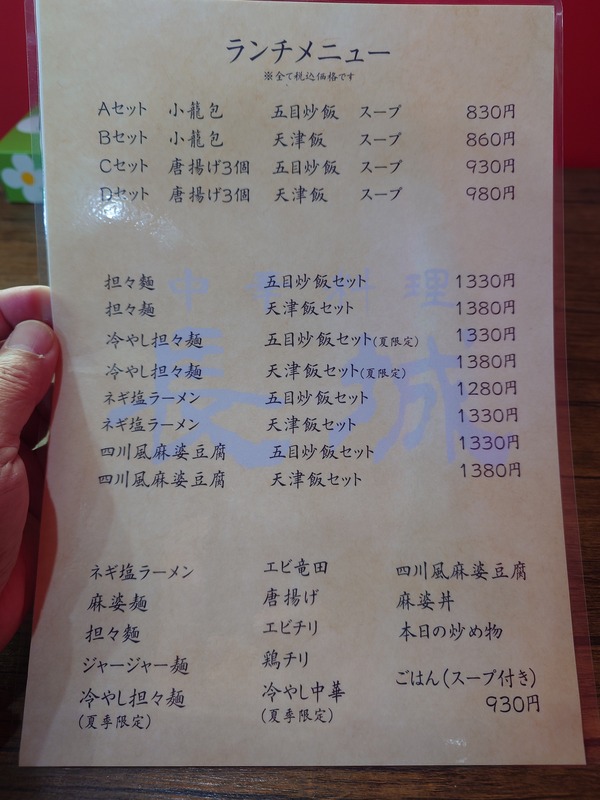 ランチメニュー
※全て税込価格です
Aセット 小龍包 五目炒飯 スープ 830円
Bセット 小龍包 天津飯 スープ 860円
Cセット 唐揚げ3個 五目炒飯 スープ 930円
Dセット 唐揚げ3個 天津飯 スープ 980円
担々麺 五目炒飯セット 1330円
担々麺 天津飯セット 1380円
冷やし担々麺 五目炒飯セット(夏限定) 1330円
冷やし担々麺 天津飯セット(夏限定) 1380円
ネギ塩ラーメン 五目炒飯セット 1280円
ネギ塩ラーメン 天津飯セット 1330円
四川風麻婆豆腐 五目炒飯セット 1330円
四川風麻婆豆腐 天津飯セット 1380円
中華料理
長城
ネギ塩ラーメン エビ竜田 四川風麻婆豆腐
麻婆麺 唐揚げ 麻婆丼
担々麺 エビチリ 本日の炒め物
ジャージャー麺 鶏チリ
冷やし担々麺 冷やし中華 ごはん(スープ付き)
(夏季限定) (夏季限定) 930円